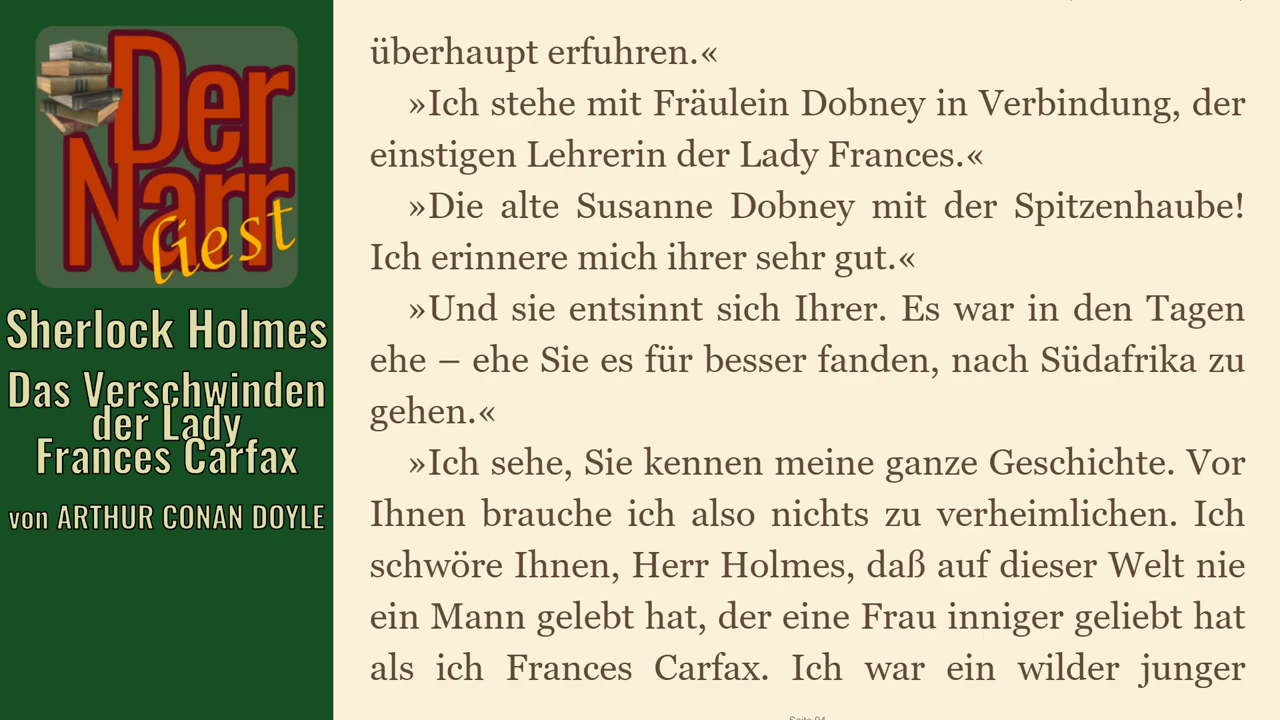 Der
Narr
liest
Sherlock Holmes
Das Verschwinden
der Lady
Frances Carfax
von ARTHUR CONAN DOYLE
überhaupt erfuhren.«
»Ich stehe mit Fräulein Dobney in Verbindung, der
einstigen Lehrerin der Lady Frances.«
»Die alte Susanne Dobney mit der Spitzenhaube!
Ich erinnere mich ihrer sehr gut.«
»Und sie entsinnt sich Ihrer. Es war in den Tagen
ehe – ehe Sie es für besser fanden, nach Südafrika zu
gehen.«
»Ich sehe, Sie kennen meine ganze Geschichte. Vor
Ihnen brauche ich also nichts zu verheimlichen. Ich
schwöre Ihnen, Herr Holmes, daß auf dieser Welt nie
ein Mann gelebt hat, der eine Frau inniger geliebt hat
als ich Frances Carfax. Ich war ein wilder junger